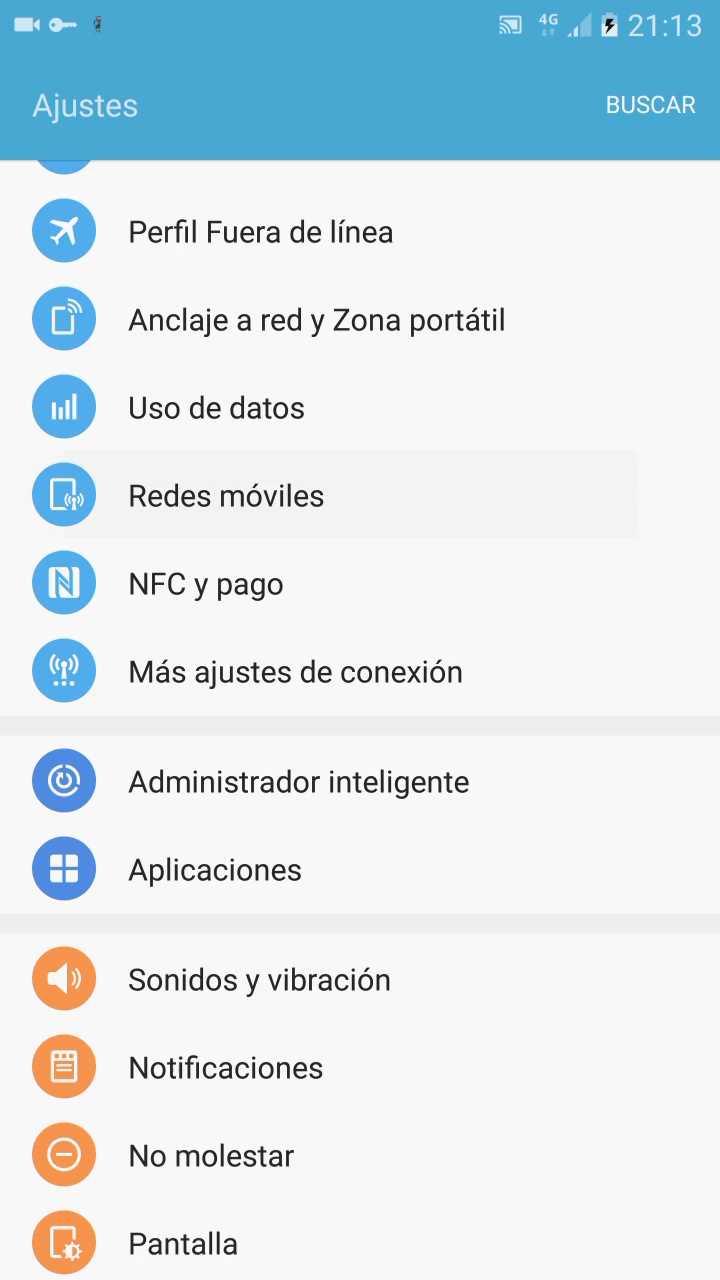 4G
21:13
Ajustes
BUSCAR
Perfil Fuera de línea
Anclaje a red y Zona portátil
Uso de datos
Redes móviles
NFC y pago
Más ajustes de conexión
Administrador inteligente
Aplicaciones
Sonidos y vibración
Notificaciones
No molestar
Pantalla